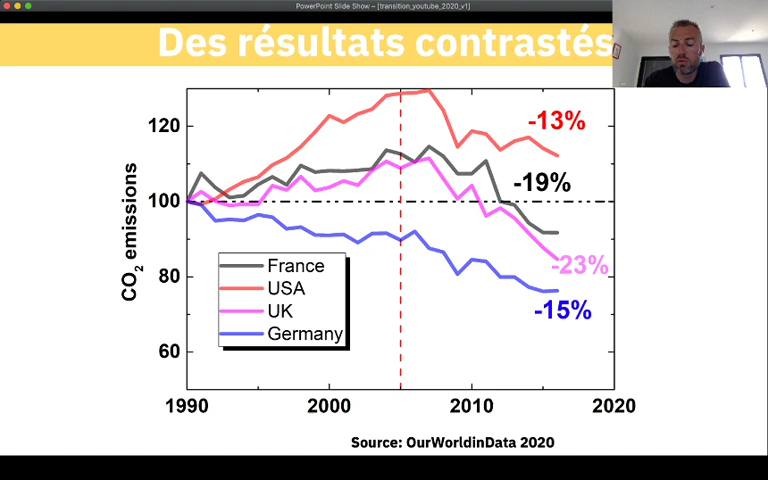 PowerPoint Slide Show – [transition_youtube_2020_v1]
Des résultats contrastés
CO2 emissions
120
100
80
60
1990
2000
2010
2020
-13%
-19%
-23%
-15%
France
USA
UK
Germany
Source: OurWorldinData 2020